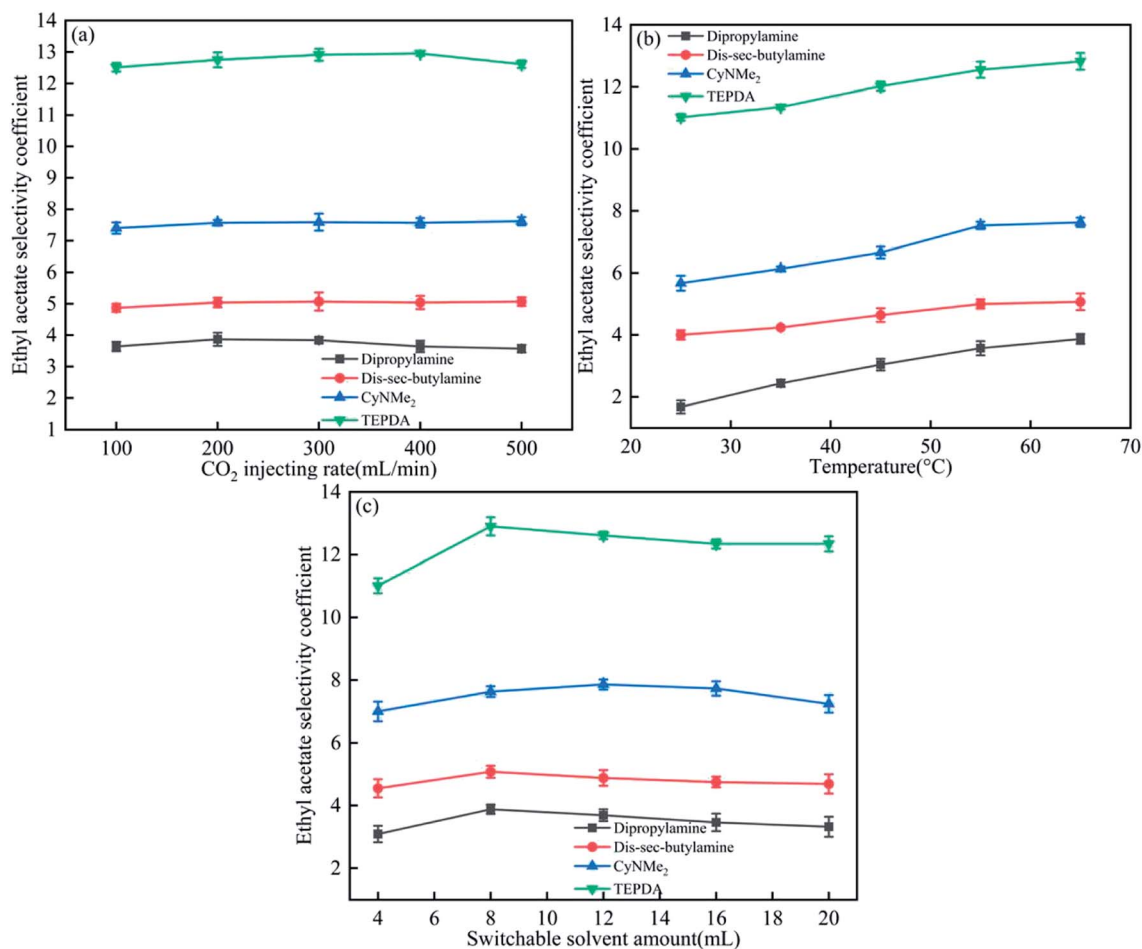 (a)
Ethyl acetate selectivity coefficient
14
13
12
11
10
9
8
7
6
5
4
3
2
1
Dipropylamine
Dis-sec-butylamine
CyNMe₂
TEPDA
100 200 300 400 500
CO₂ injecting rate(mL/min)
(b)
Dipropylamine
Dis-sec-butylamine
CyNMe₂
TEPDA
Ethyl acetate selectivity coefficient
14
12
10
8
6
4
2
20 30 40 50 60 70
Temperature(°C)
(c)
Ethyl acetate selectivity coefficient
14
12
10
8
6
4
2
Dipropylamine
Dis-sec-butylamine
CyNMe₂
TEPDA
4 6 8 10 12 14 16 18 20
Switchable solvent amount(mL)